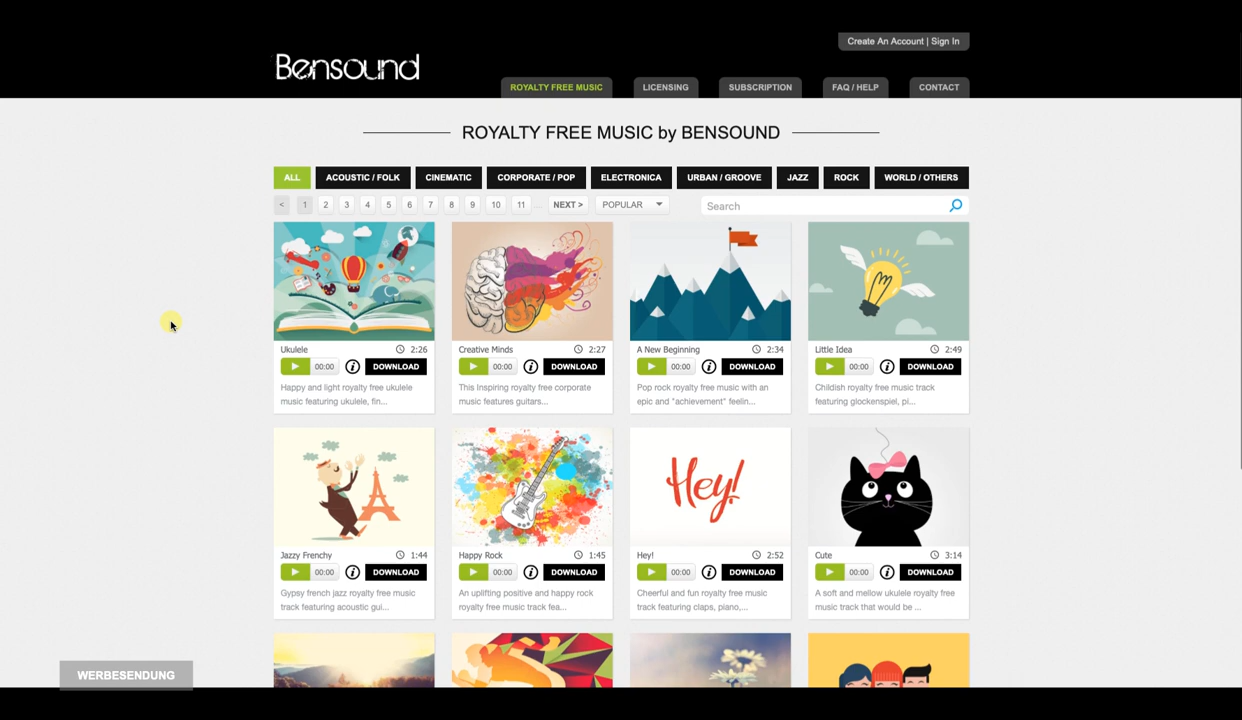 Create An Account | Sign In
Bensound
ROYALTY FREE MUSIC
LICENSING
SUBSCRIPTION
FAQ / HELP
CONTACT
ROYALTY FREE MUSIC by BENSOUND
ALL
ACOUSTIC / FOLK
CINEMATIC
CORPORATE / POP
ELECTRONICA
URBAN / GROOVE
JAZZ
ROCK
WORLD / OTHERS
< 1 2 3 4 5 6 7 8 9 10 11 ... NEXT >
POPULAR
Search
Ukulele 2:26
00:00 i DOWNLOAD
Happy and light royalty free ukulele
music featuring ukulele, fin...
Creative Minds 2:27
00:00 i DOWNLOAD
This Inspiring royalty free corporate
music features guitars...
A New Beginning 2:34
00:00 i DOWNLOAD
Pop rock royalty free music with an
epic and "achievement" feelin...
Little Idea 2:49
00:00 i DOWNLOAD
Childish royalty free music track
featuring glockenspiel, pi...
Jazzy Frenchy 1:44
00:00 i DOWNLOAD
Gypsy french jazz royalty free music
track featuring acoustic gui...
Happy Rock 1:45
00:00 i DOWNLOAD
An uplifting positive and happy rock
royalty free music track fea...
Hey!
Hey! 2:52
00:00 i DOWNLOAD
Cheerful and fun royalty free music
track featuring claps, piano,...
Cute 3:14
00:00 i DOWNLOAD
A soft and mellow ukulele royalty free
music track that would be ...
WERBESENDUNG